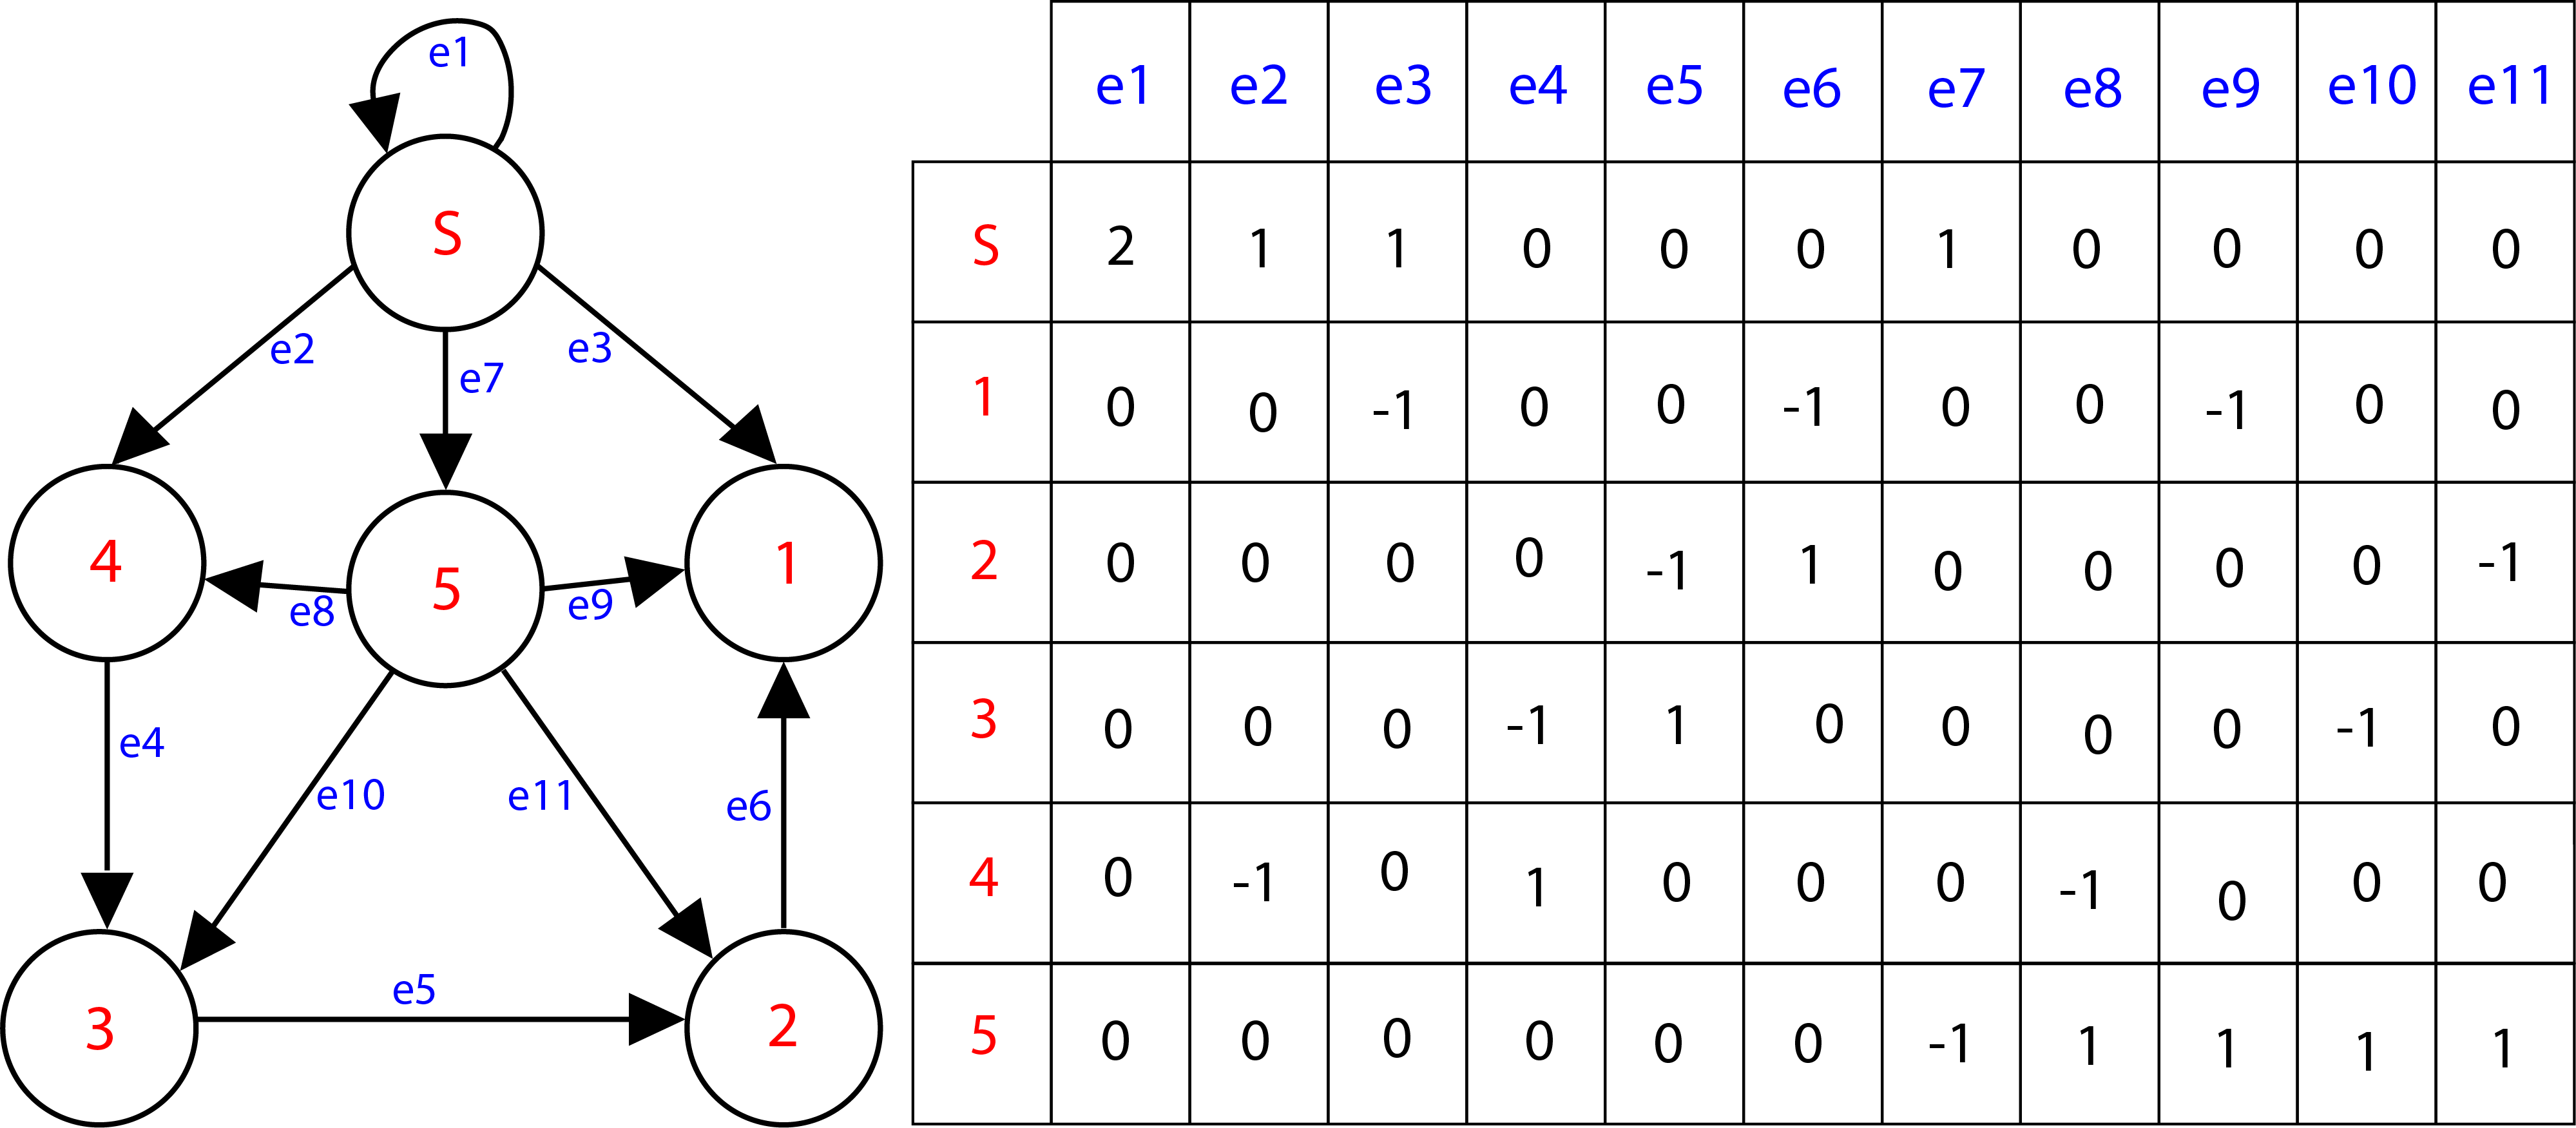 e1
S
e2
e7
e3
4
5
1
e8
e9
e4
e10
e11
e6
e5
3
2
e1 e2 e3 e4 e5 e6 e7 e8 e9 e10 e11
S 2 1 1 0 0 0 1 0 0 0 0
1 0 0 -1 0 0 -1 0 0 -1 0 0
2 0 0 0 0 -1 1 0 0 0 0 -1
3 0 0 0 -1 1 0 0 0 0 -1 0
4 0 -1 0 1 0 0 0 -1 0 0 0
5 0 0 0 0 0 0 -1 1 1 1 1